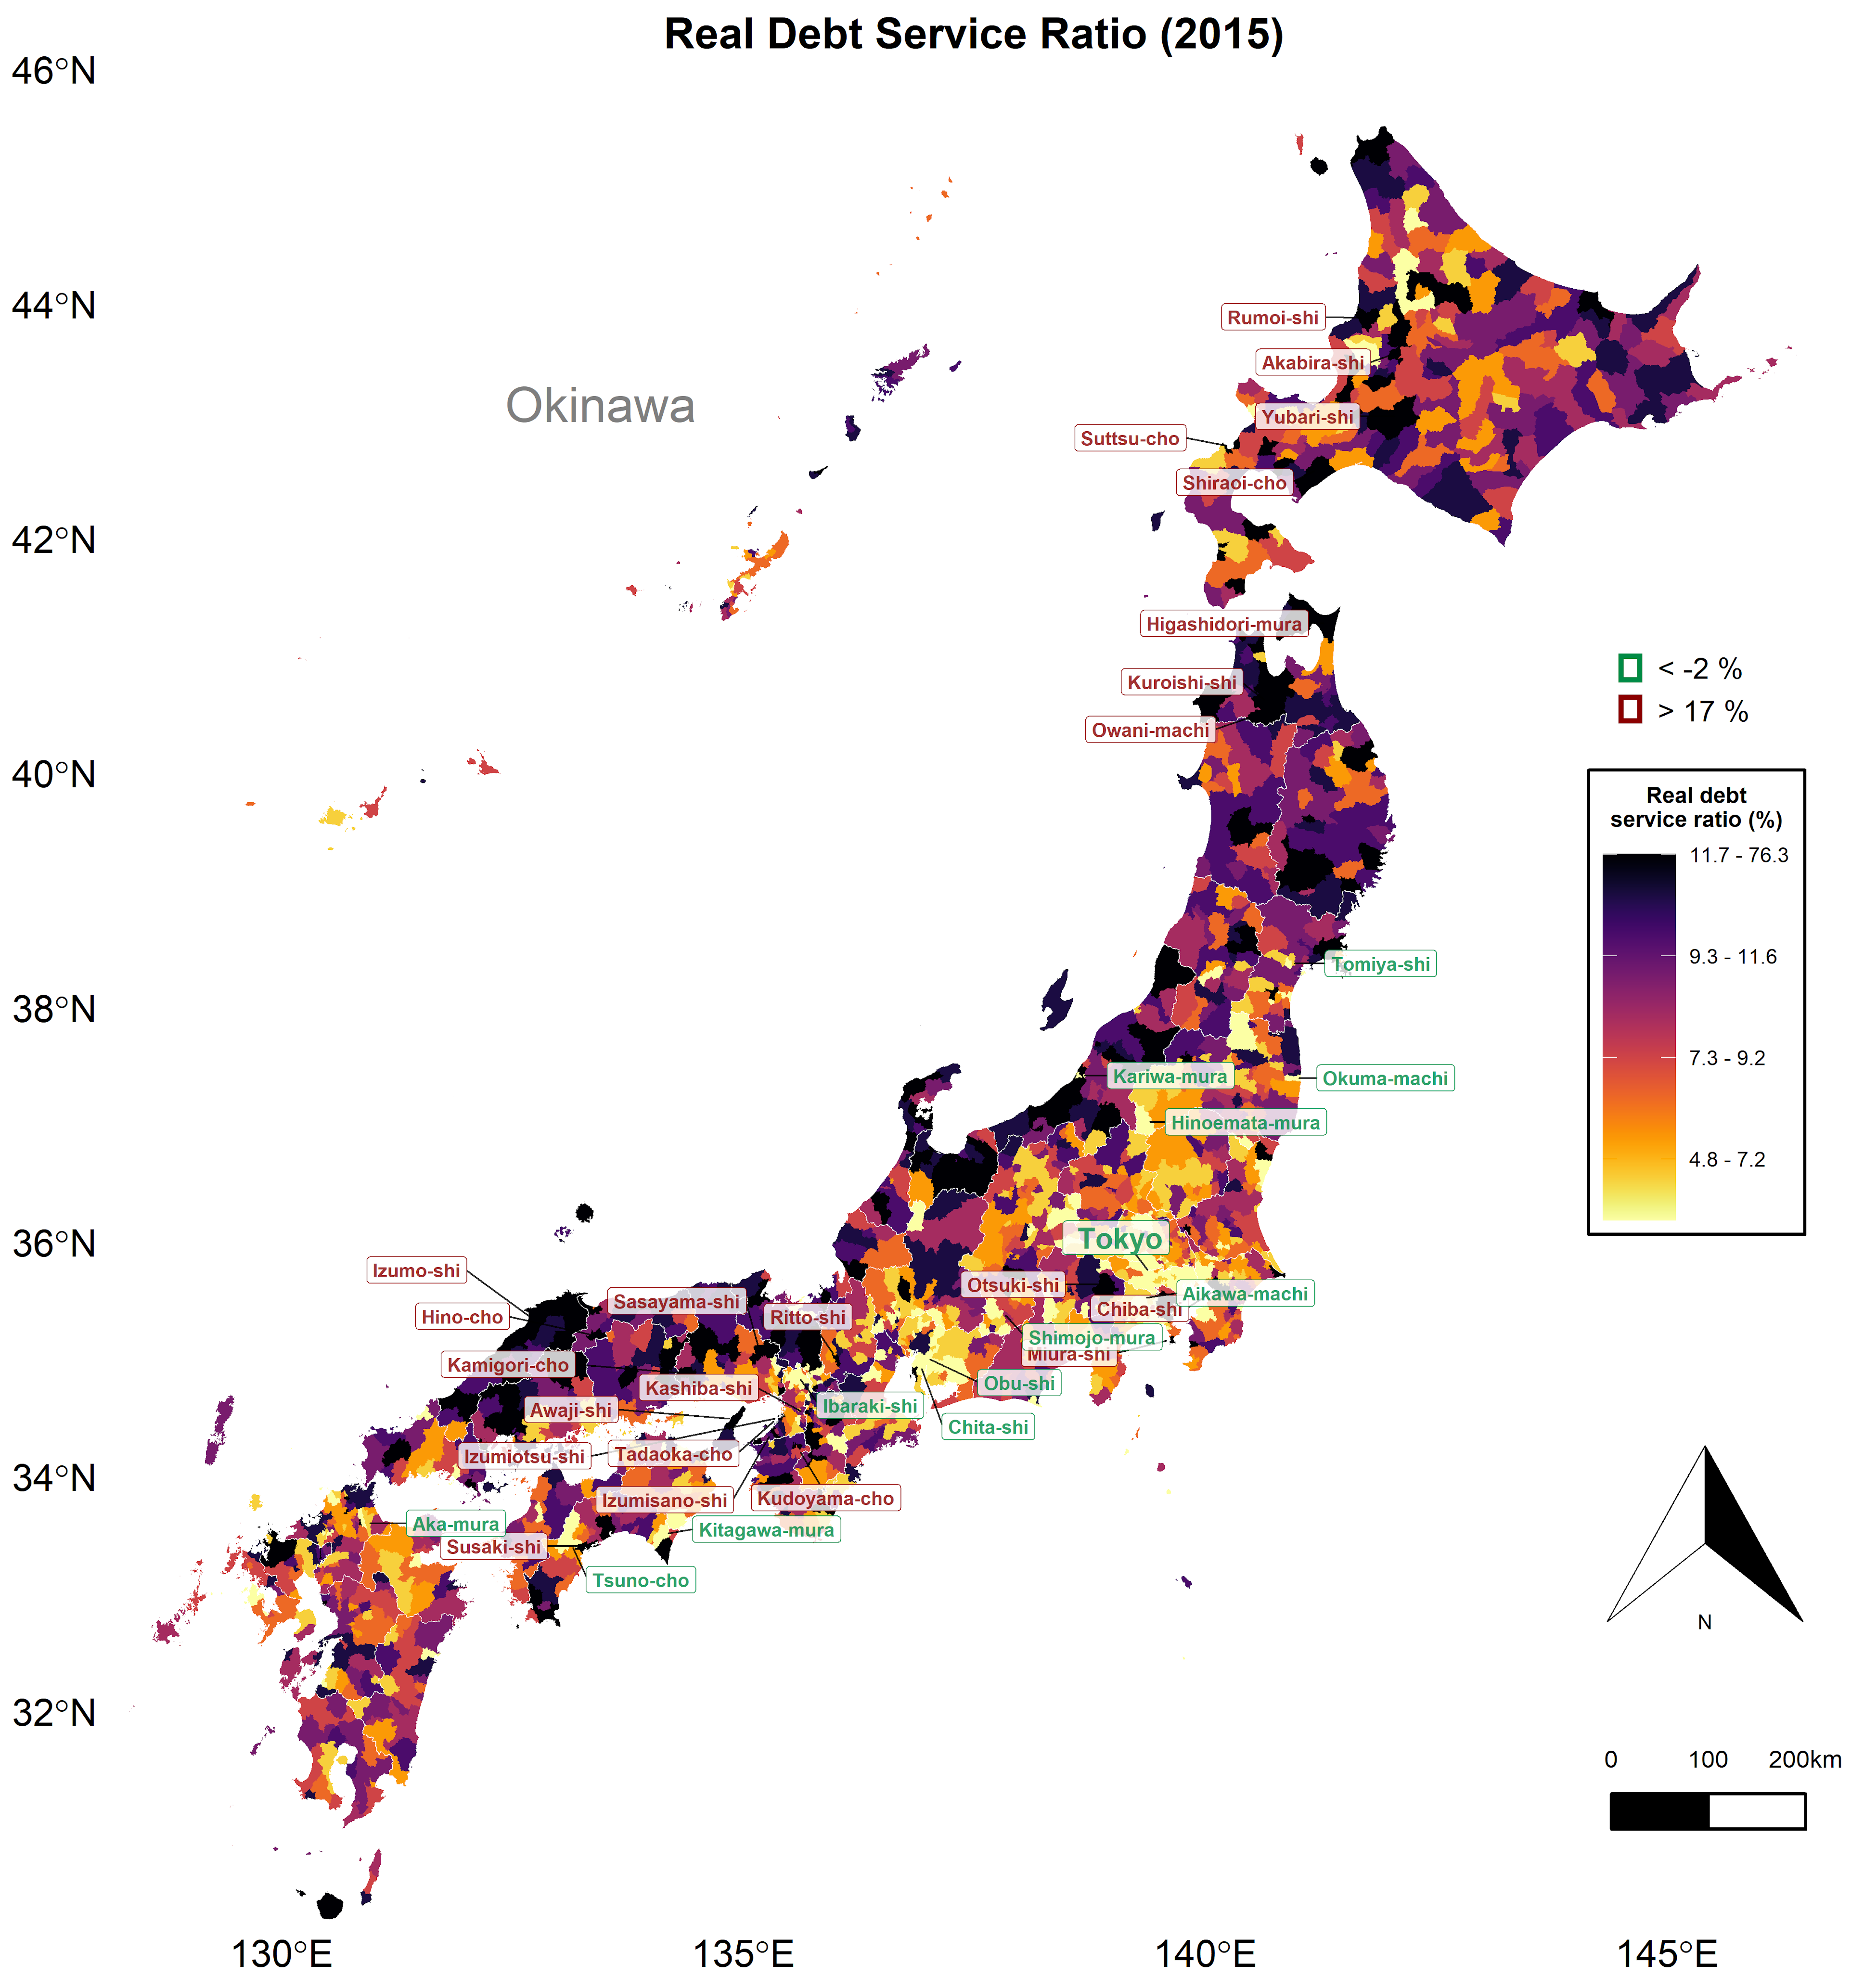 Real Debt Service Ratio (2015)
46°N
44°N
42°N
40°N
38°N
36°N
34°N
32°N
130°E
135°E
140°E
145°E
Okinawa
Rumoi-shi
Akabira-shi
Yubari-shi
Suttsu-cho
Shiraoi-cho
Higashidori-mura
Kuroishi-shi
Owani-machi
Tomiya-shi
Kariwa-mura
Okuma-machi
Hinoemata-mura
Tokyo
Otsuki-shi
Aikawa-machi
Chiba-shi
Shimojo-mura
Miura-shi
Obu-shi
Chita-shi
Izumo-shi
Hino-cho
Sasayama-shi
Ritto-shi
Kamigori-cho
Kashiba-shi
Ibaraki-shi
Awaji-shi
Izumiotsu-shi
Tadaoka-cho
Izumisano-shi
Kudoyama-cho
Aka-mura
Kitagawa-mura
Susaki-shi
Tsuno-cho
< -2 %
> 17 %
Real debt
service ratio (%)
11.7 - 76.3
9.3 - 11.6
7.3 - 9.2
4.8 - 7.2
N
0 100 200km